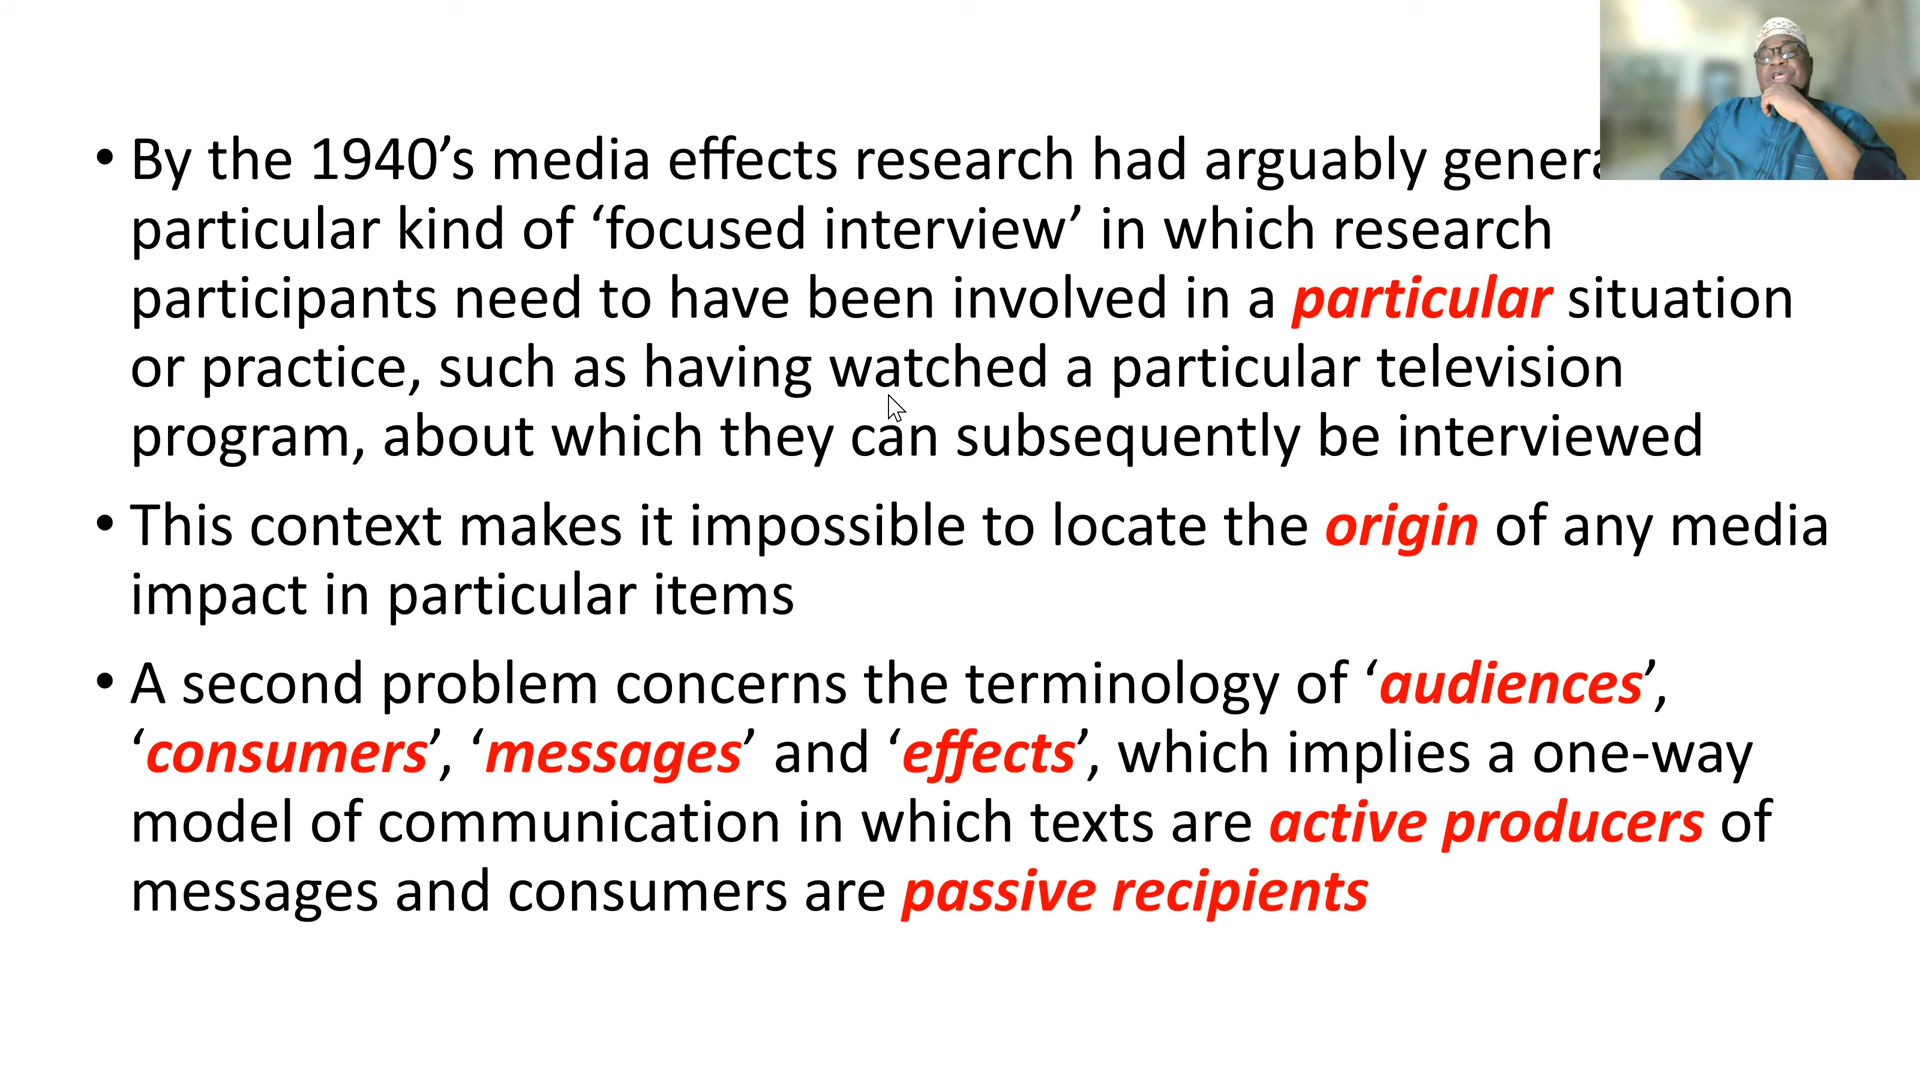 • By the 1940’s media effects research had arguably
particular kind of ‘focused interview’ in which research
participants need to have been involved in a particular situation
or practice, such as having watched a particular television
program, about which they can subsequently be interviewed
• This context makes it impossible to locate the origin of any media
impact in particular items
• A second problem concerns the terminology of ‘audiences’,
‘consumers’, ‘messages’ and ‘effects’, which implies a one-way
model of communication in which texts are active producers of
messages and consumers are passive recipients